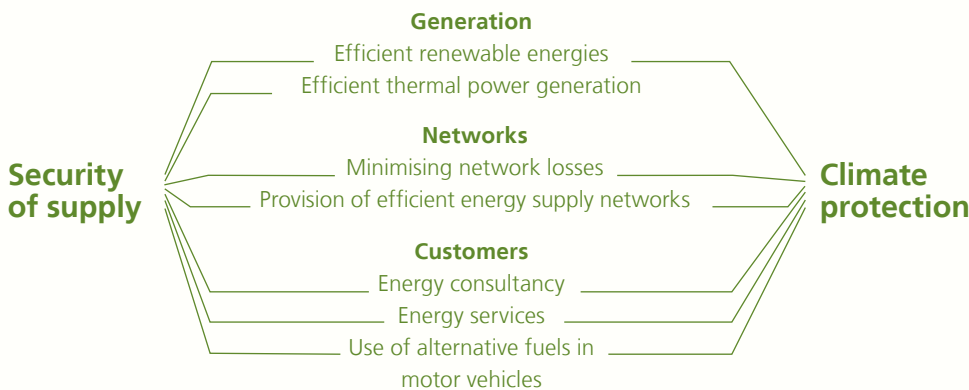 Generation
Efficient renewable energies
Efficient thermal power generation
Networks
Minimising network losses
Provision of efficient energy supply networks
Security
of supply
Climate
protection
Customers
Energy consultancy
Energy services
Use of alternative fuels in
motor vehicles